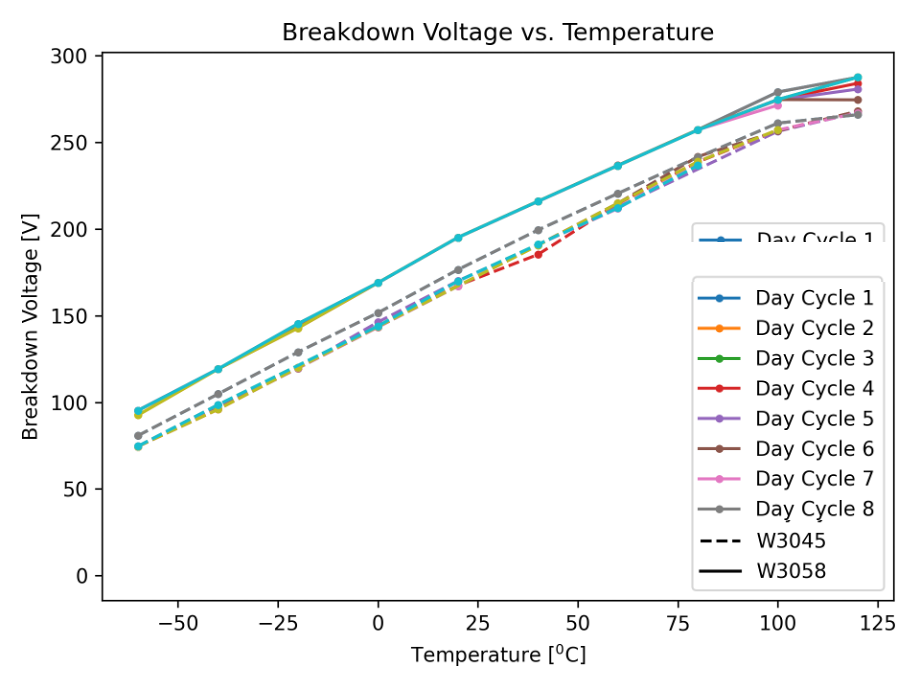 Breakdown Voltage vs. Temperature
300
250
200
150
100
50
0
Breakdown Voltage [V]
−50
−25
0
25
50
75
100
125
Temperature [⁰C]
Day Cycle 1
Day Cycle 1
Day Cycle 2
Day Cycle 3
Day Cycle 4
Day Cycle 5
Day Cycle 6
Day Cycle 7
Day Cycle 8
W3045
W3058